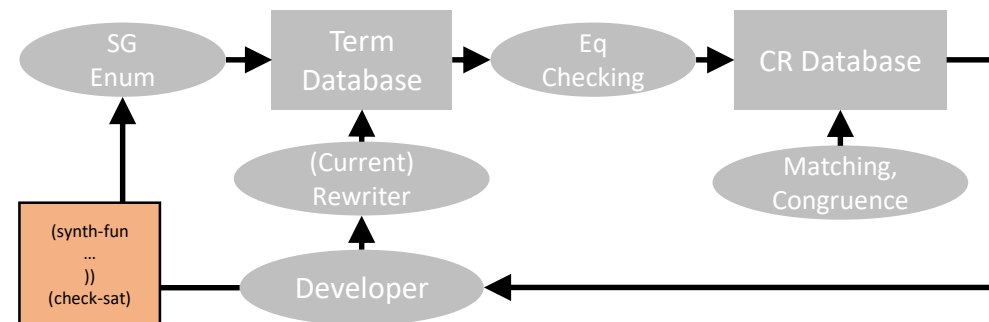 SG
Enum
Term
Database
Eq
Checking
CR Database
(Current)
Rewriter
Matching,
Congruence
(synth-fun
...
))
(check-sat)
Developer